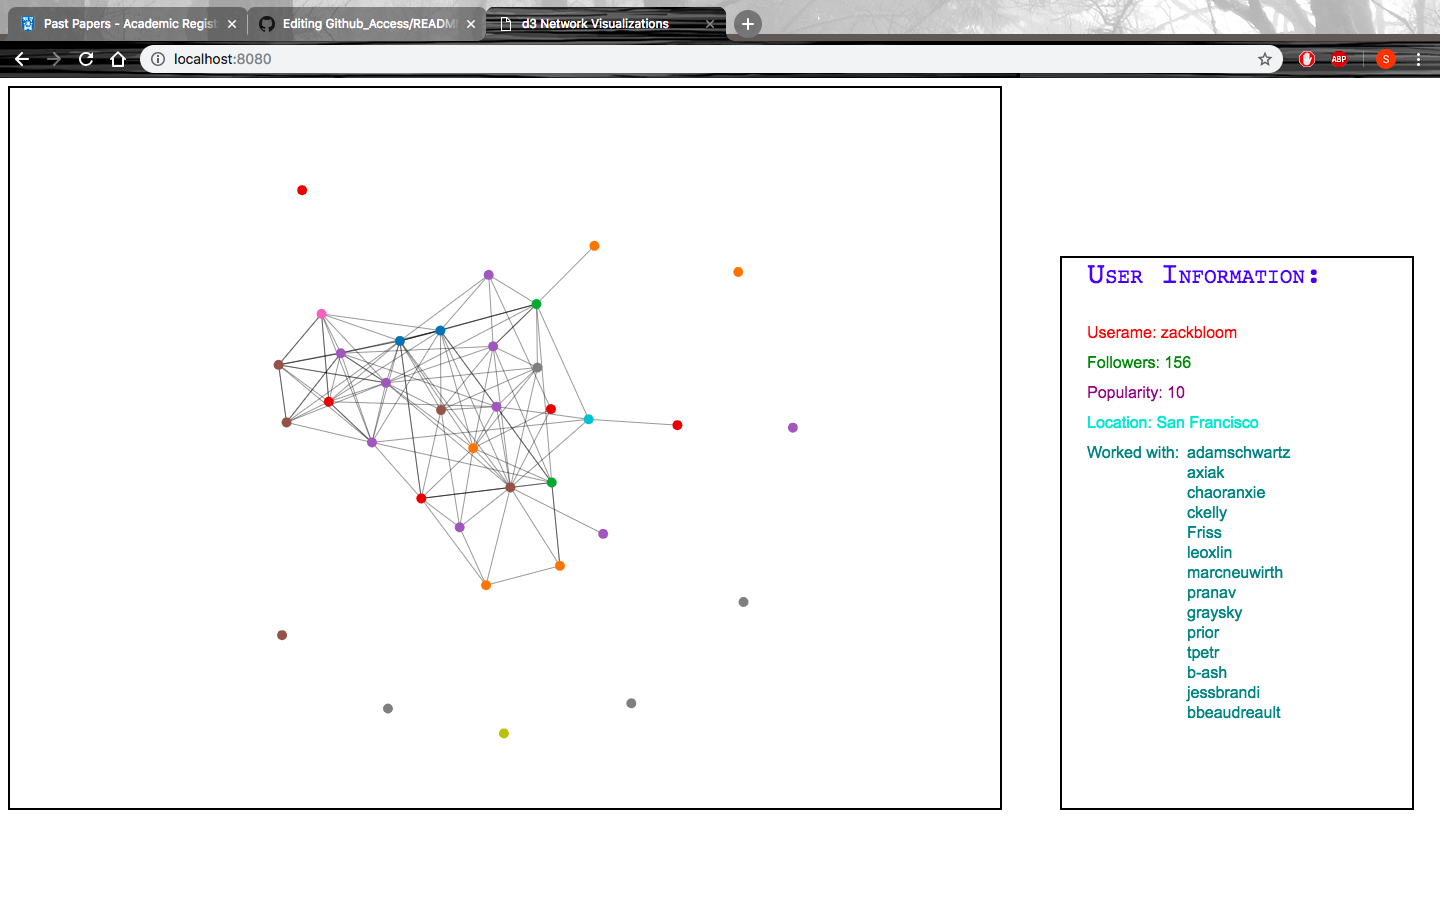 Past Papers - Academic Regist
Editing Github_Access/READM
d3 Network Visualizations
localhost:8080
ABP
S
User Information:
Userame: zackbloom
Followers: 156
Popularity: 10
Location: San Francisco
Worked with: adamschwartz
axiak
chaoranxie
ckelly
Friss
leoxlin
marcneuwirth
pranav
graysky
prior
tpetr
b-ash
jessbrandi
bbeaudreault